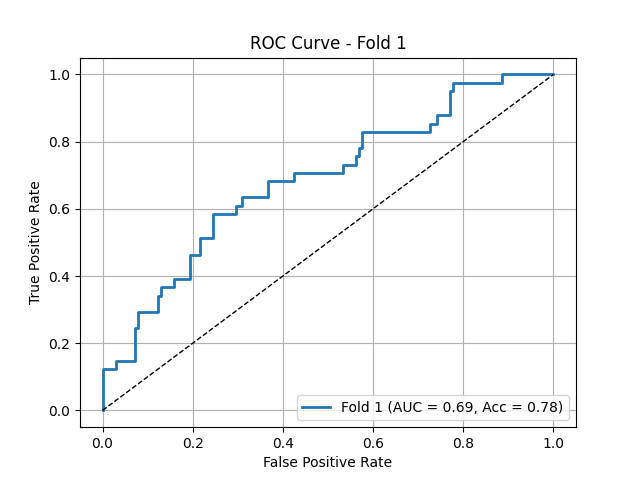 ROC Curve - Fold 1
True Positive Rate
1.0
0.8
0.6
0.4
0.2
0.0
Fold 1 (AUC = 0.69, Acc = 0.78)
0.0 0.2 0.4 0.6 0.8 1.0
False Positive Rate